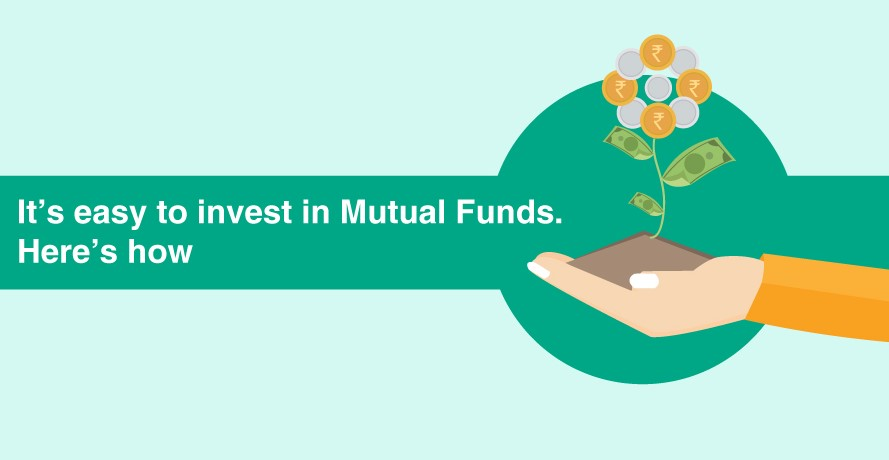 It’s easy to invest in Mutual Funds.
Here’s how
₹
₹
₹
₹